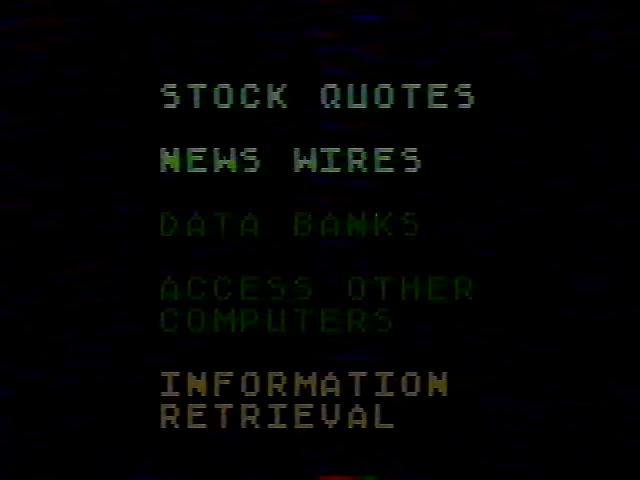 STOCK QUOTES
NEWS WIRES
DATA BANKS
ACCESS OTHER
COMPUTERS
INFORMATION
RETRIEVAL